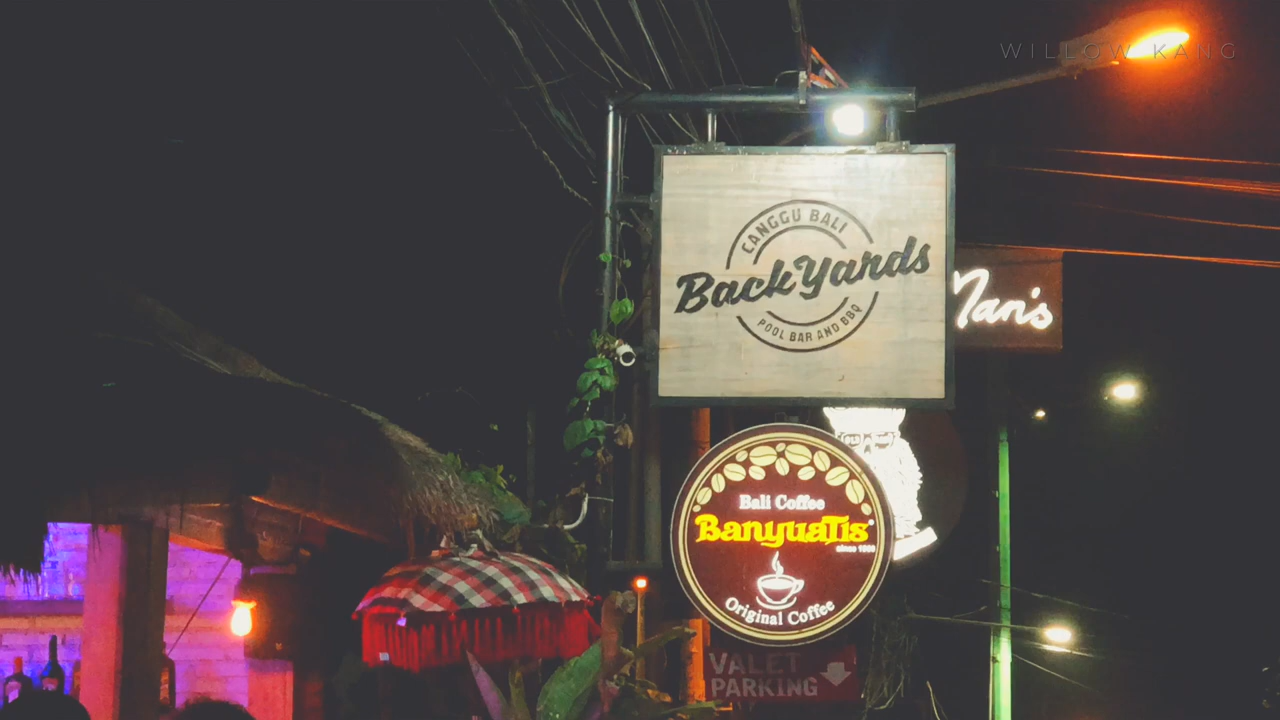 WILLOW KANG
CANGGU BALI
BackYards
POOL BAR AND BBQ
Man's
Bali Coffee
BanyuaTis
Original Coffee
VALET
PARKING